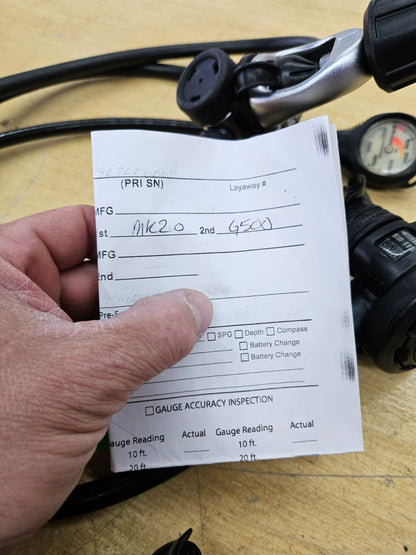 (PRI SN)
Layaway #
MFG
st MK20 2nd G500
MFG
2nd
Pre-S
SPG Depth Compass
Battery Change
Battery Change
GAUGE ACCURACY INSPECTION
Gauge Reading Actual Gauge Reading Actual
10 ft. 10 ft.
20 ft. 20 ft.